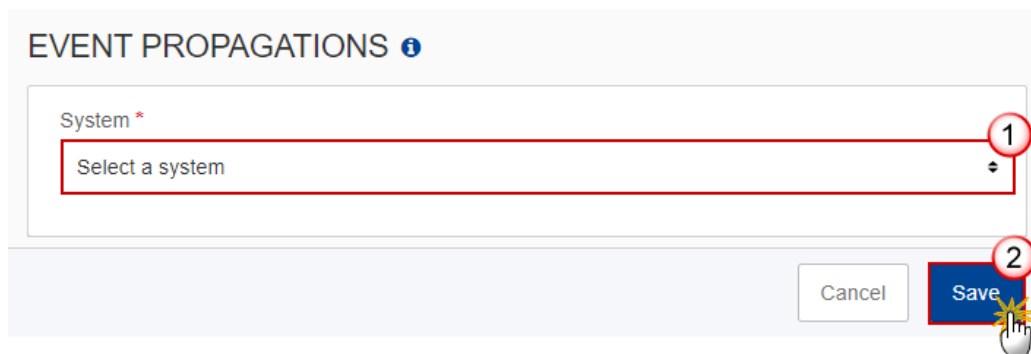 EVENT PROPAGATIONS
System *
1
Select a system
2
Cancel Save